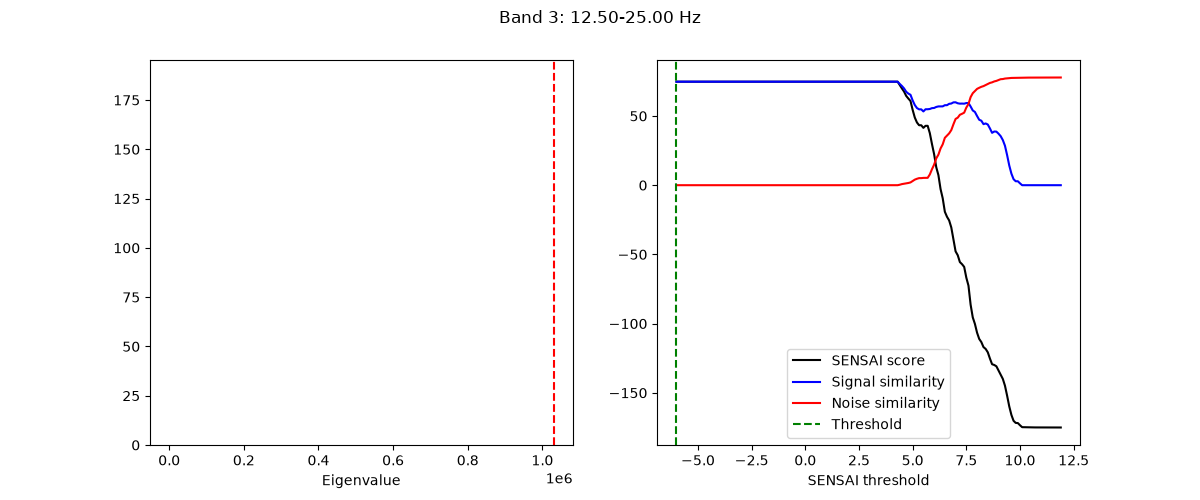 Band 3: 12.50-25.00 Hz
175
150
125
100
75
50
25
0
0.0 0.2 0.4 0.6 0.8 1.0
1e6
Eigenvalue
50
0
−50
−100
−150
SENSAI score
Signal similarity
Noise similarity
Threshold
−5.0 −2.5 0.0 2.5 5.0 7.5 10.0 12.5
SENSAI threshold